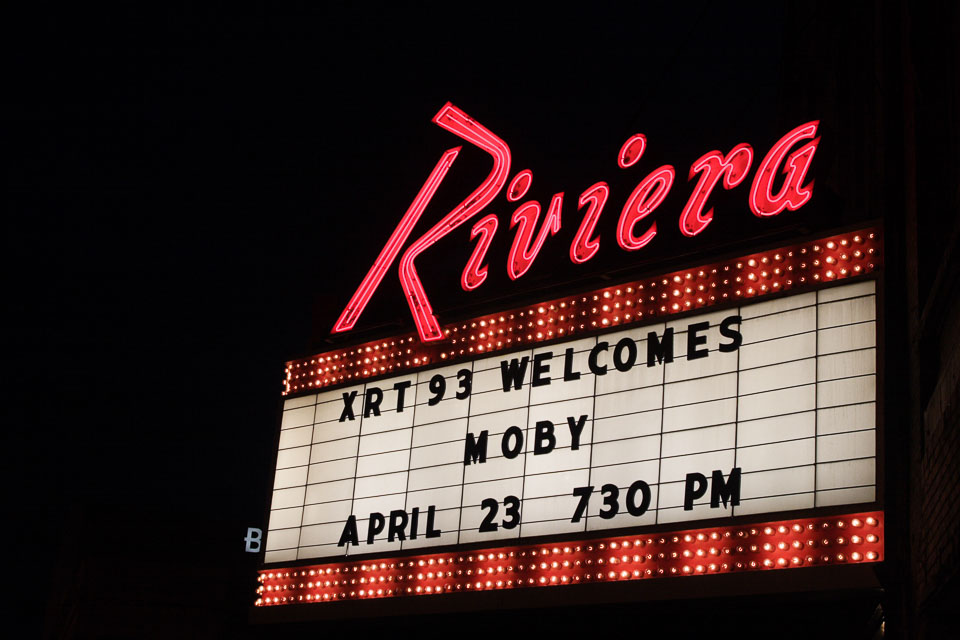 Riviera
XRT 93 WELCOMES
MOBY
APRIL 23 730 PM
B